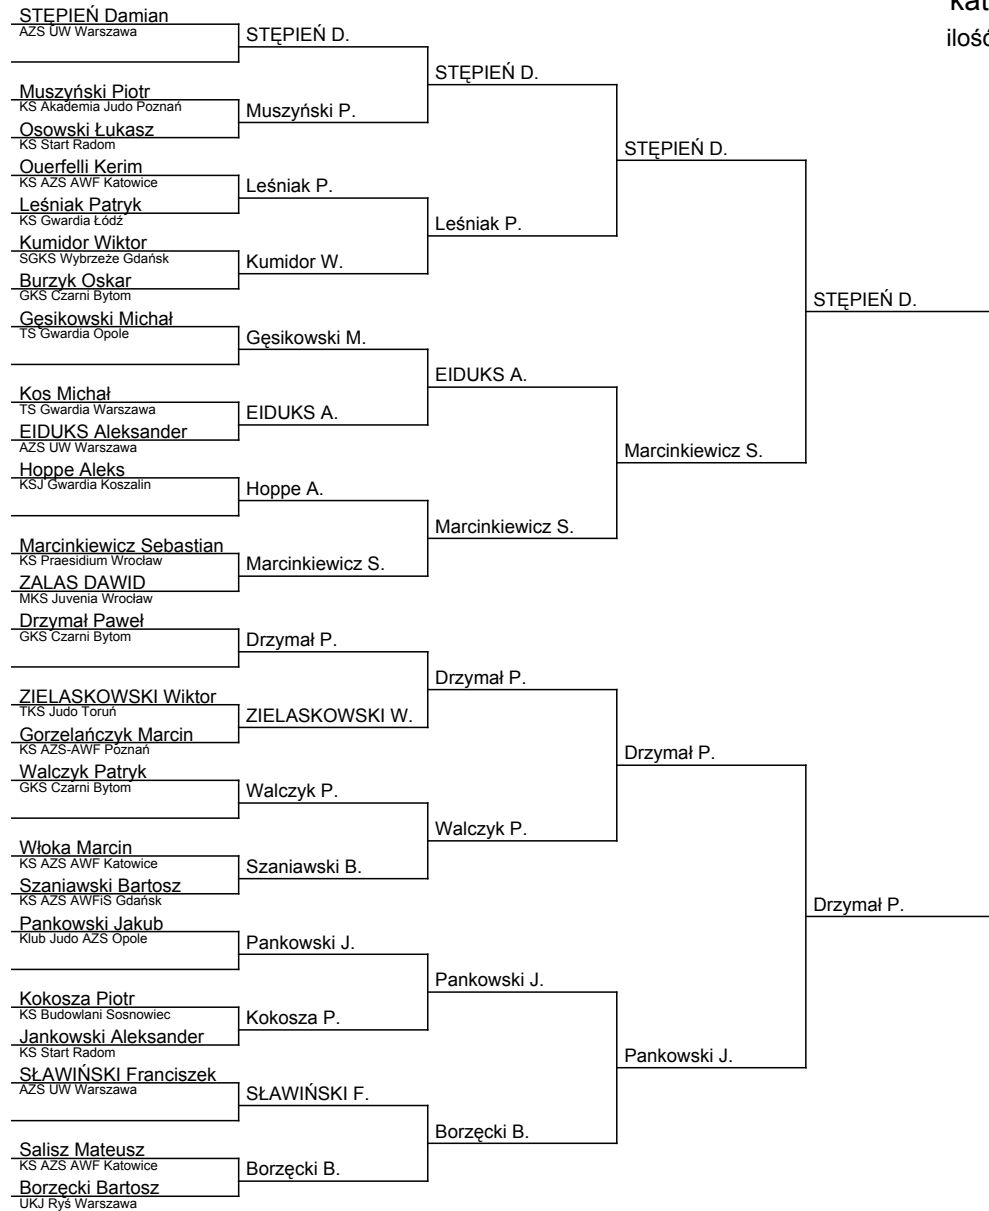 kat
ilość
STĘPIEŃ Damian
AZS UW Warszawa
Muszyński Piotr
KS Akademia Judo Poznań
Osowski Łukasz
KS Start Radom
Ouerfelli Kerim
KS AZS AWF Katowice
Leśniak Patryk
KS Gwardia Łódź
Kumidor Wiktor
SGKS Wybrzeże Gdańsk
Burzyk Oskar
GKS Czarni Bytom
Gęsikowski Michał
TS Gwardia Opole
Kos Michał
TS Gwardia Warszawa
EIDUKS Aleksander
AZS UW Warszawa
Hoppe Aleks
KSJ Gwardia Koszalin
Marcinkiewicz Sebastian
KS Praesidium Wrocław
ZALAS DAWID
MKS Juvenia Wrocław
Drzymał Paweł
GKS Czarni Bytom
ZIELASKOWSKI Wiktor
TKS Judo Toruń
Gorzelańczyk Marcin
KS AZS-AWF Poznań
Walczyk Patryk
GKS Czarni Bytom
Włoka Marcin
KS AZS AWF Katowice
Szaniawski Bartosz
KS AZS AWFiS Gdańsk
Pankowski Jakub
Klub Judo AZS Opole
Kokosza Piotr
KS Budowlani Sosnowiec
Jankowski Aleksander
KS Start Radom
SŁAWIŃSKI Franciszek
AZS UW Warszawa
Salisz Mateusz
KS AZS AWF Katowice
Borzęcki Bartosz
UKJ Ryś Warszawa
STĘPIEŃ D.
Muszyński P.
Leśniak P.
Kumidor W.
Gęsikowski M.
EIDUKS A.
Hoppe A.
Marcinkiewicz S.
Drzymał P.
ZIELASKOWSKI W.
Walczyk P.
Szaniawski B.
Pankowski J.
Kokosza P.
SŁAWIŃSKI F.
Borzęcki B.
STĘPIEŃ D.
Leśniak P.
EIDUKS A.
Marcinkiewicz S.
Drzymał P.
Walczyk P.
Pankowski J.
Borzęcki B.
STĘPIEŃ D.
Marcinkiewicz S.
Drzymał P.
Pankowski J.
STĘPIEŃ D.
Drzymał P.